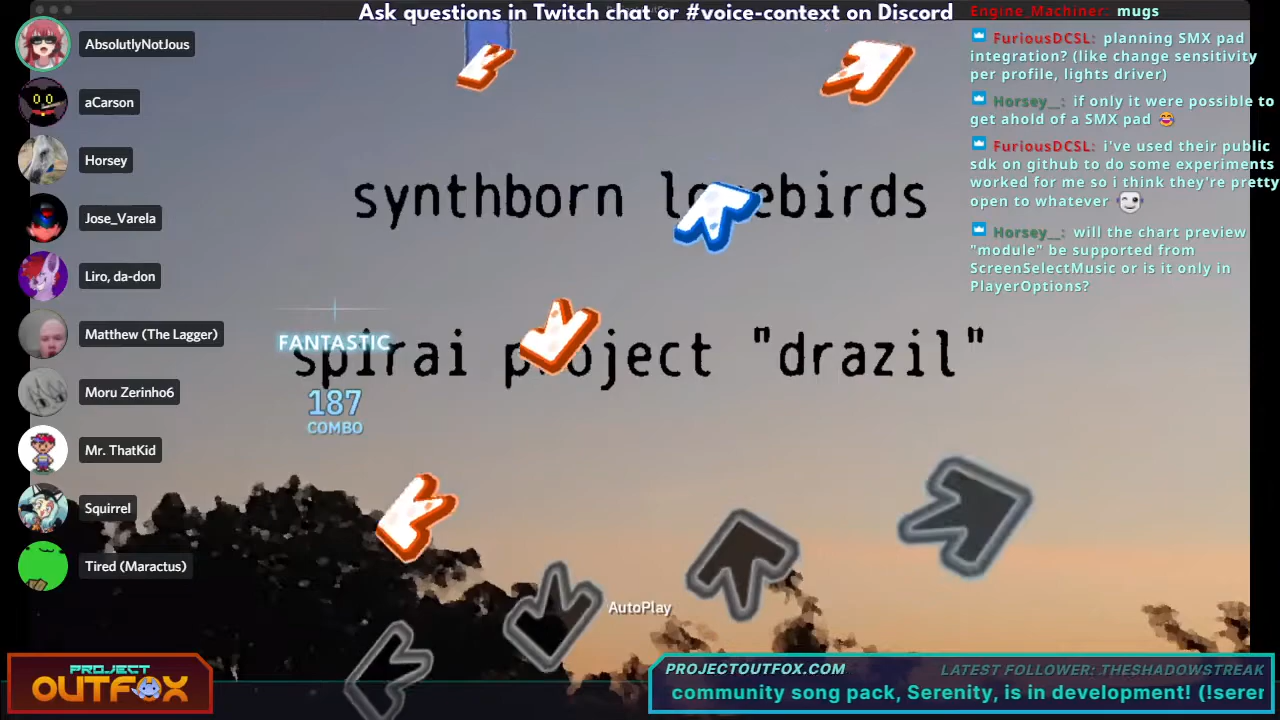 Ask questions in Twitch chat or #voice-context on Discord
AbsolutlyNotJous
aCarson
Horsey
Jose_Varela
Liro, da-don
Matthew (The Lagger)
Moru Zerinho6
Mr. ThatKid
Squirrel
Tired (Maractus)
synthborn lovebirds
spirai project "drazil"
FANTASTIC
187
COMBO
AutoPlay
Engine_Machiner: mugs
FuriousDCSL: planning SMX pad
integration? (like change sensitivity
per profile, lights driver)
Horsey__: if only it were possible to
get ahold of a SMX pad 😂
FuriousDCSL: i've used their public
sdk on github to do some experiments
worked for me so i think they're pretty
open to whatever
Horsey__: will the chart preview
"module" be supported from
ScreenSelectMusic or is it only in
PlayerOptions?
PROJECT
OUTFOX
PROJECTOUTFOX.COM
LATEST FOLLOWER: THESHADOWSTREAK
community song pack, Serenity, is in development! (!serer